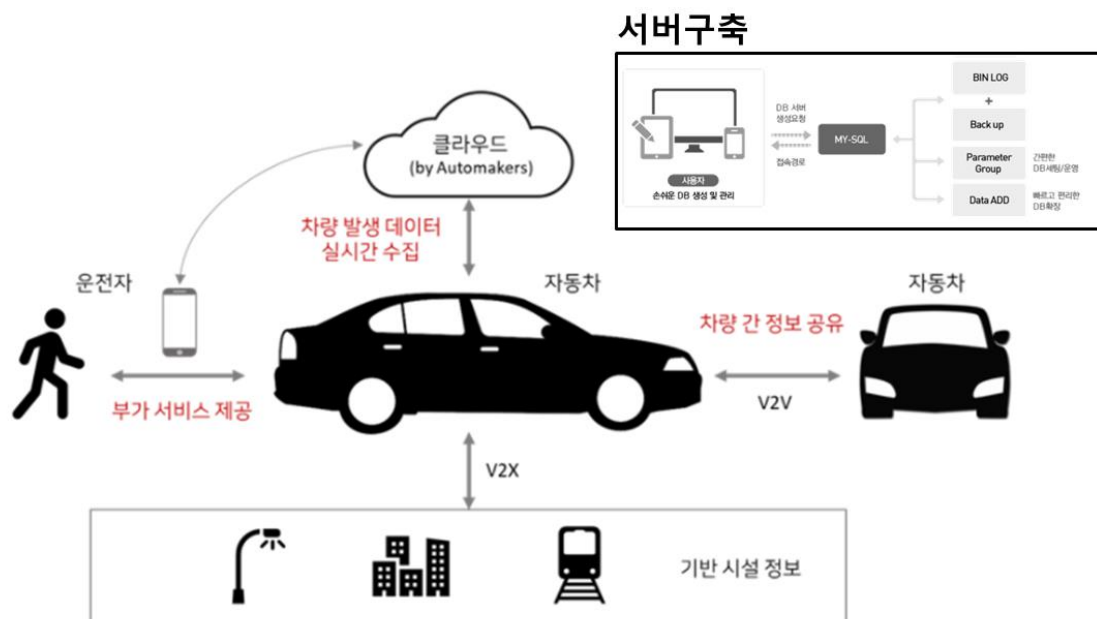 서버구축
BIN LOG
+
Back up
DB 서버
생성요청
MY-SQL
접속경로
Parameter
Group
간편한
DB세팅/운영
Data ADD
빠르고 편리한
DB확장
사용자
손쉬운 DB 생성 및 관리
클라우드
(by Automakers)
차량 발생 데이터
실시간 수집
운전자
자동차
자동차
차량 간 정보 공유
부가 서비스 제공
V2V
V2X
기반 시설 정보